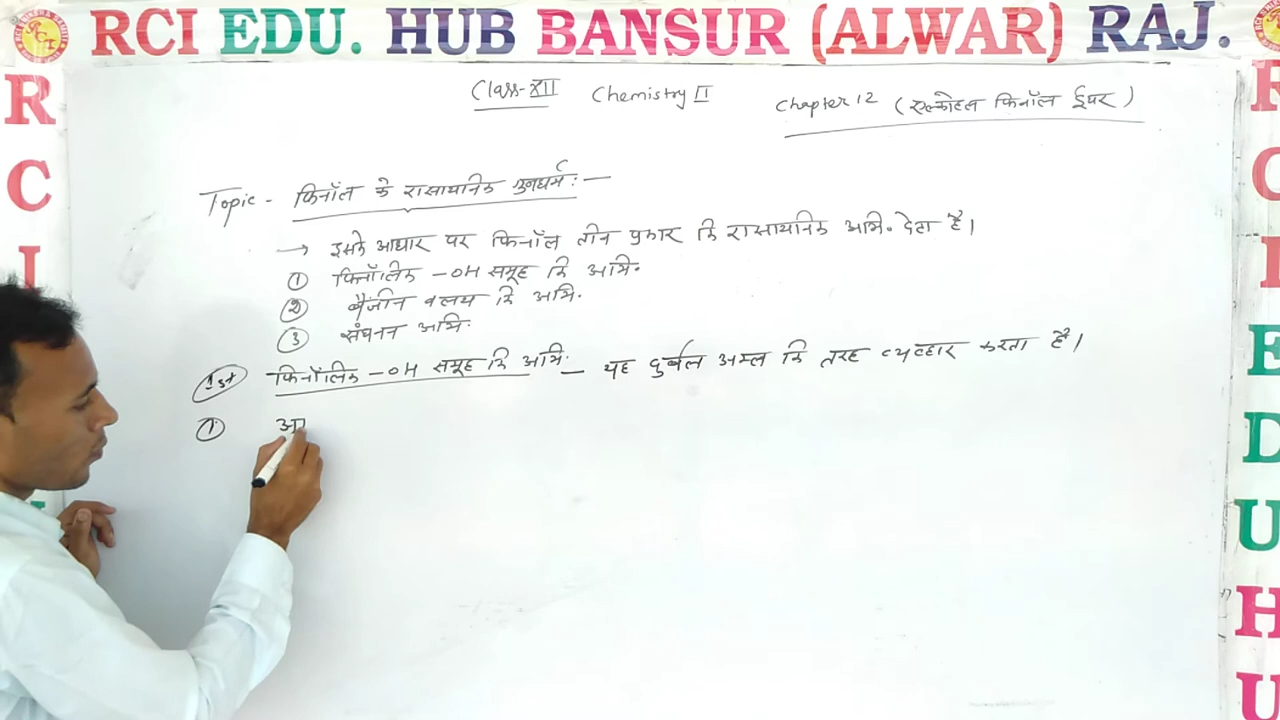 RCI EDU. HUB BANSUR (ALWAR) RAJ.
Class-XII Chemistry II Chapter 12 (एल्कोहल फिनॉल ईथर)
Topic - फिनॉल के रासायनिक गुणधर्म :—
→ इसके आधार पर फिनॉल तीन प्रकार कि रासायनिक अभि. देता है।
① फिनॉलिक -OH समूह कि अभि.
② बैंजीन वलय कि अभि.
③ संघनन अभि.
1st फिनॉलिक -OH समूह कि अभि. — यह दुर्बल अम्ल कि तरह व्यवहार करता है।
① अ
R
C
I
R
C
I
E
D
U
H
U